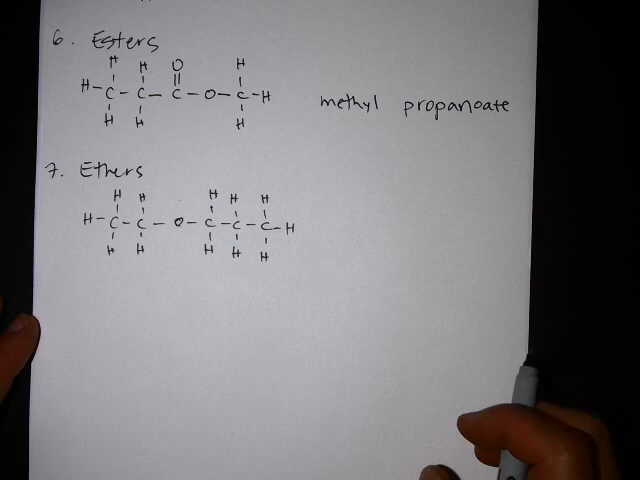 6. Esters
H H O H
H-C-C-C-O-C-H methyl propanoate
H H H
7. Ethers
H H H H H
H-C-C-O-C-C-C-H
H H H H H